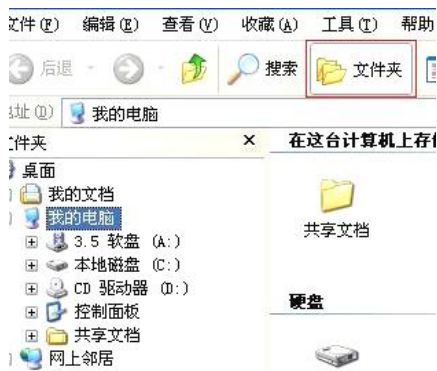 文件(F) 编辑(E) 查看(V) 收藏(A) 工具(T) 帮助
后退 搜索 文件夹
地址(D) 我的电脑
文件夹 × 在这台计算机上存储
桌面
我的文档
我的电脑
共享文档
3.5 软盘 (A:)
本地磁盘 (C:)
CD 驱动器 (D:)
硬盘
控制面板
共享文档
网上邻居